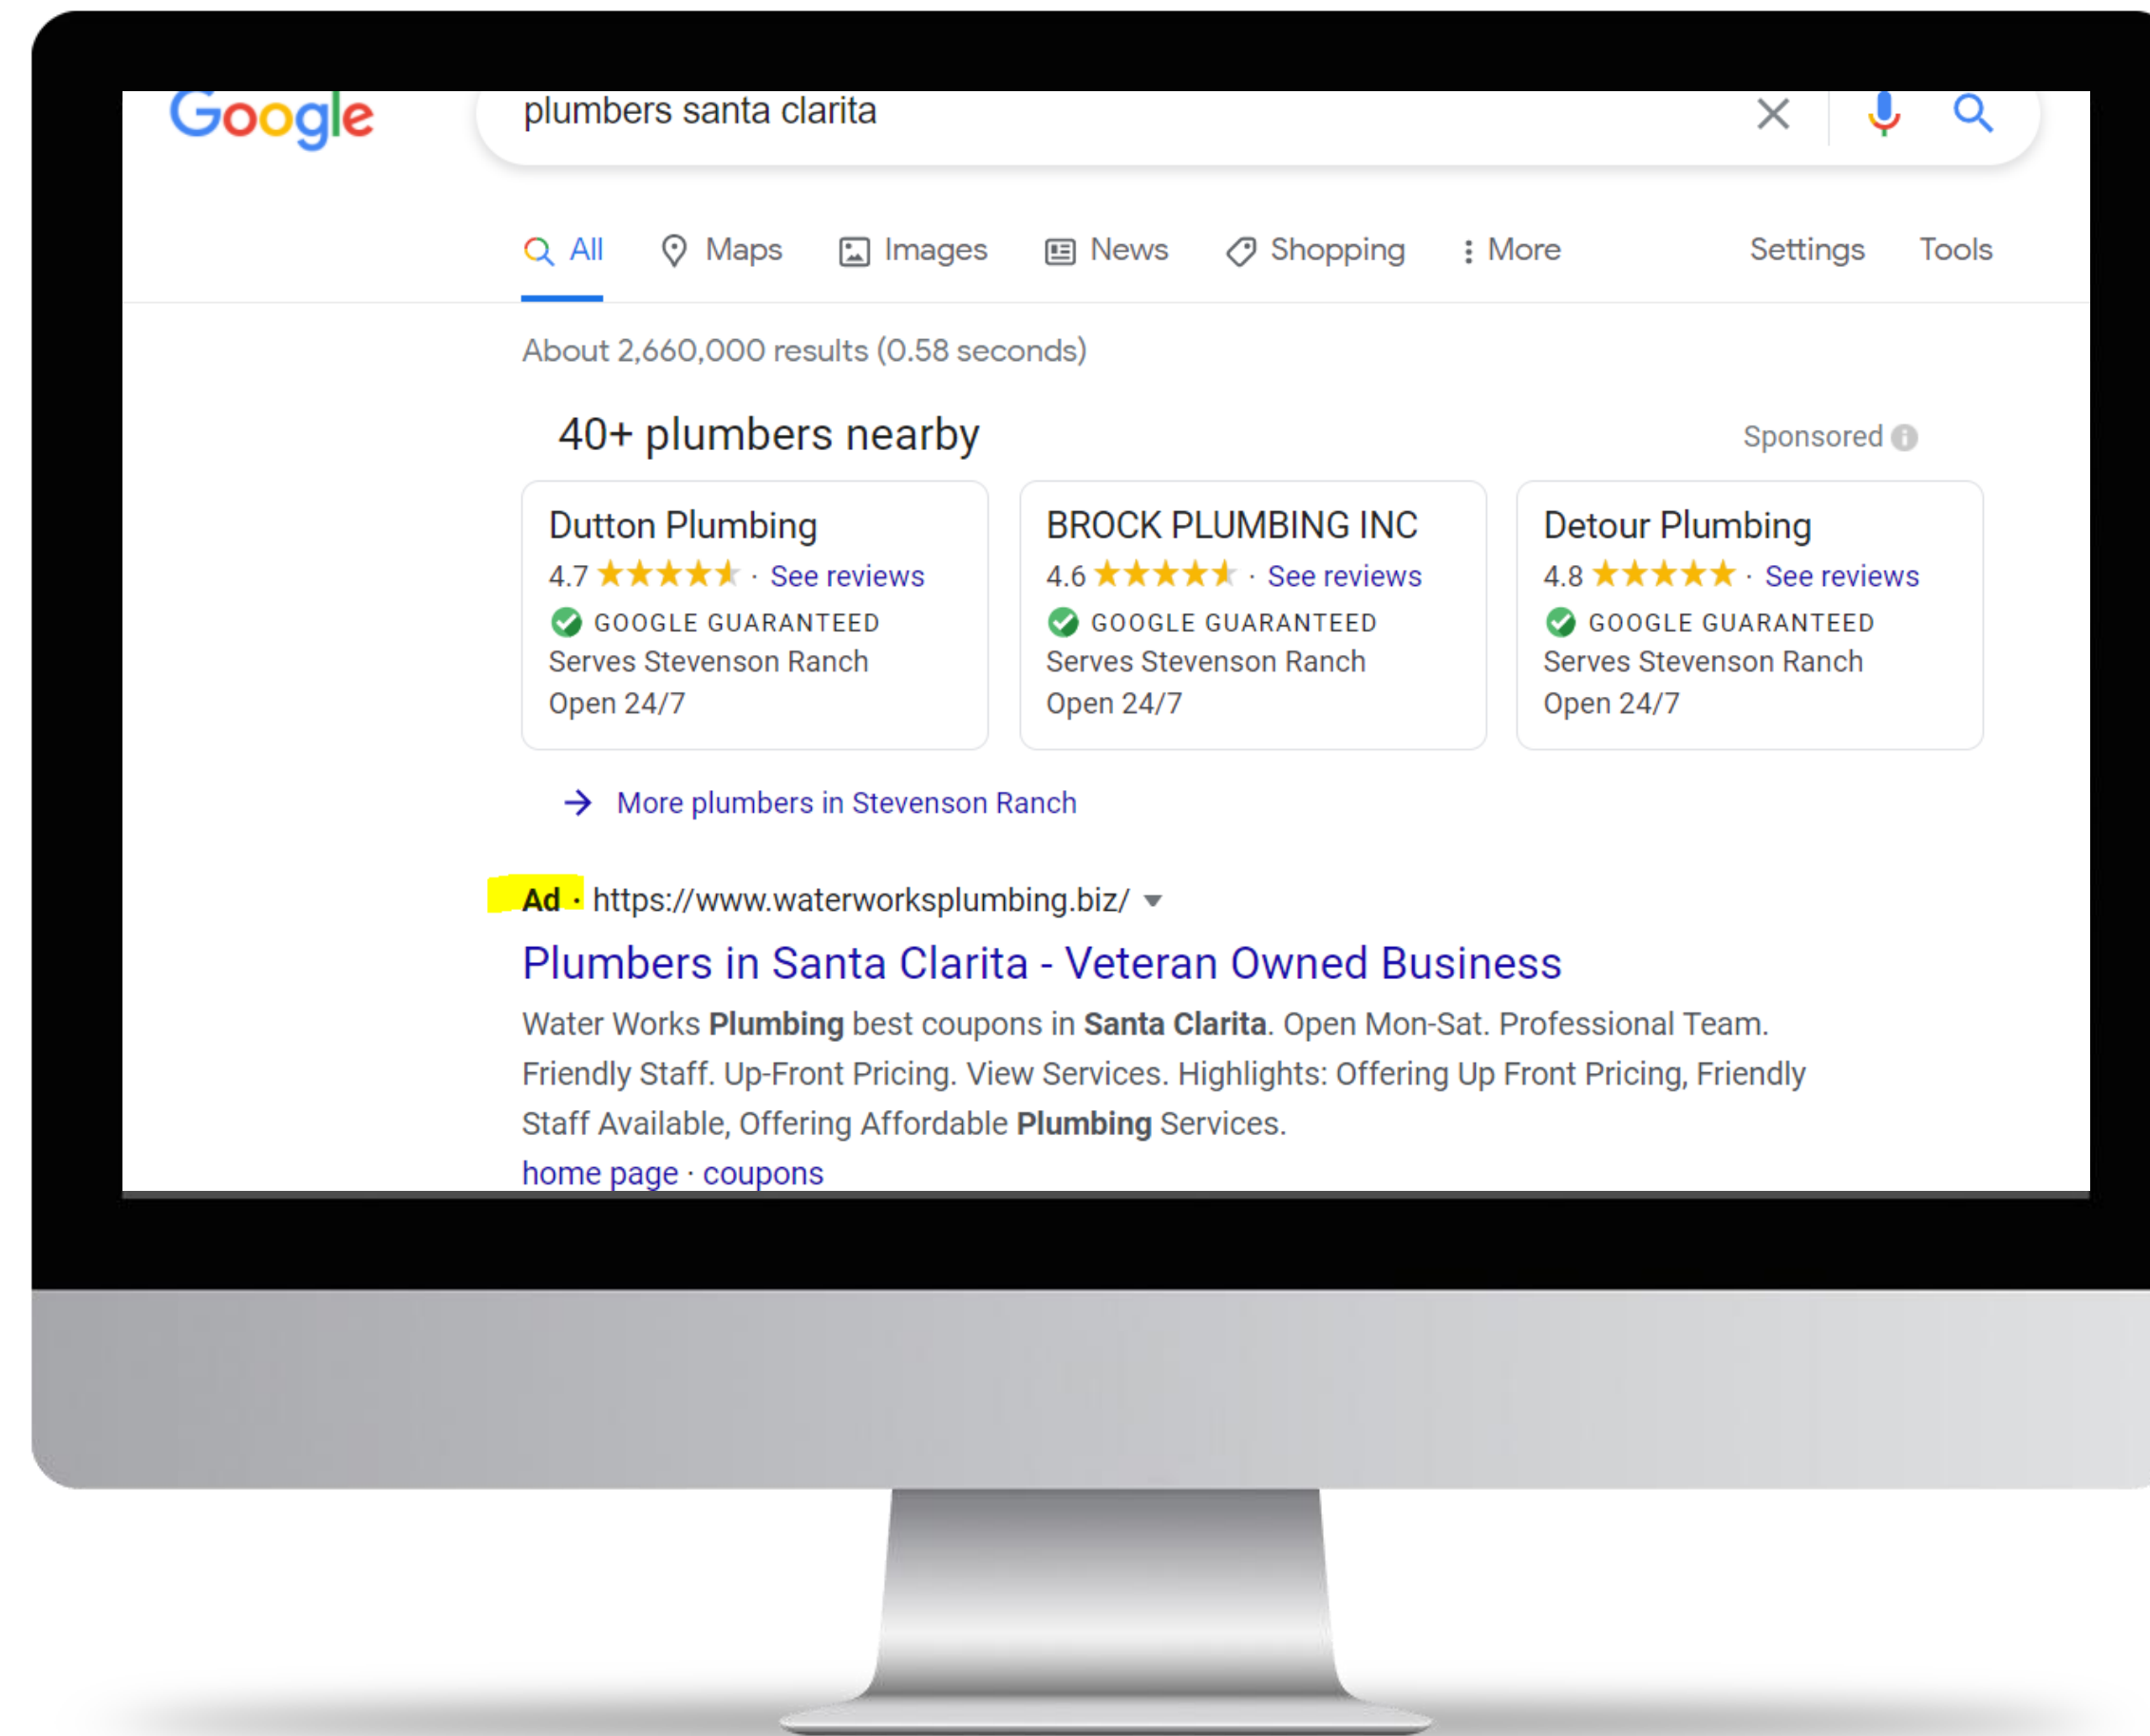 Google
plumbers santa clarita
All Maps Images News Shopping More Settings Tools
About 2,660,000 results (0.58 seconds)
40+ plumbers nearby
Sponsored
Dutton Plumbing
4.7 · See reviews
GOOGLE GUARANTEED
Serves Stevenson Ranch
Open 24/7
BROCK PLUMBING INC
4.6 · See reviews
GOOGLE GUARANTEED
Serves Stevenson Ranch
Open 24/7
Detour Plumbing
4.8 · See reviews
GOOGLE GUARANTEED
Serves Stevenson Ranch
Open 24/7
→ More plumbers in Stevenson Ranch
Ad · https://www.waterworksplumbing.biz/
Plumbers in Santa Clarita - Veteran Owned Business
Water Works Plumbing best coupons in Santa Clarita. Open Mon-Sat. Professional Team.
Friendly Staff. Up-Front Pricing. View Services. Highlights: Offering Up Front Pricing, Friendly
Staff Available, Offering Affordable Plumbing Services.
home page · coupons